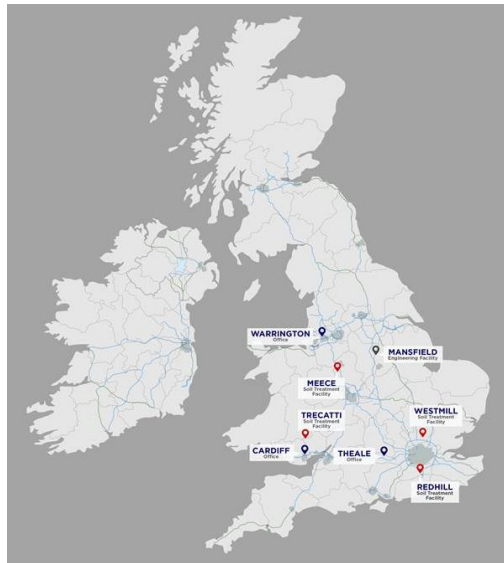 WARRINGTON
Office
MANSFIELD
Engineering Facility
MEECE
Soil Treatment
Facility
TRECATTI
Soil Treatment
Facility
WESTMILL
Soil Treatment
Facility
CARDIFF
Office
THEALE
Office
REDHILL
Soil Treatment
Facility